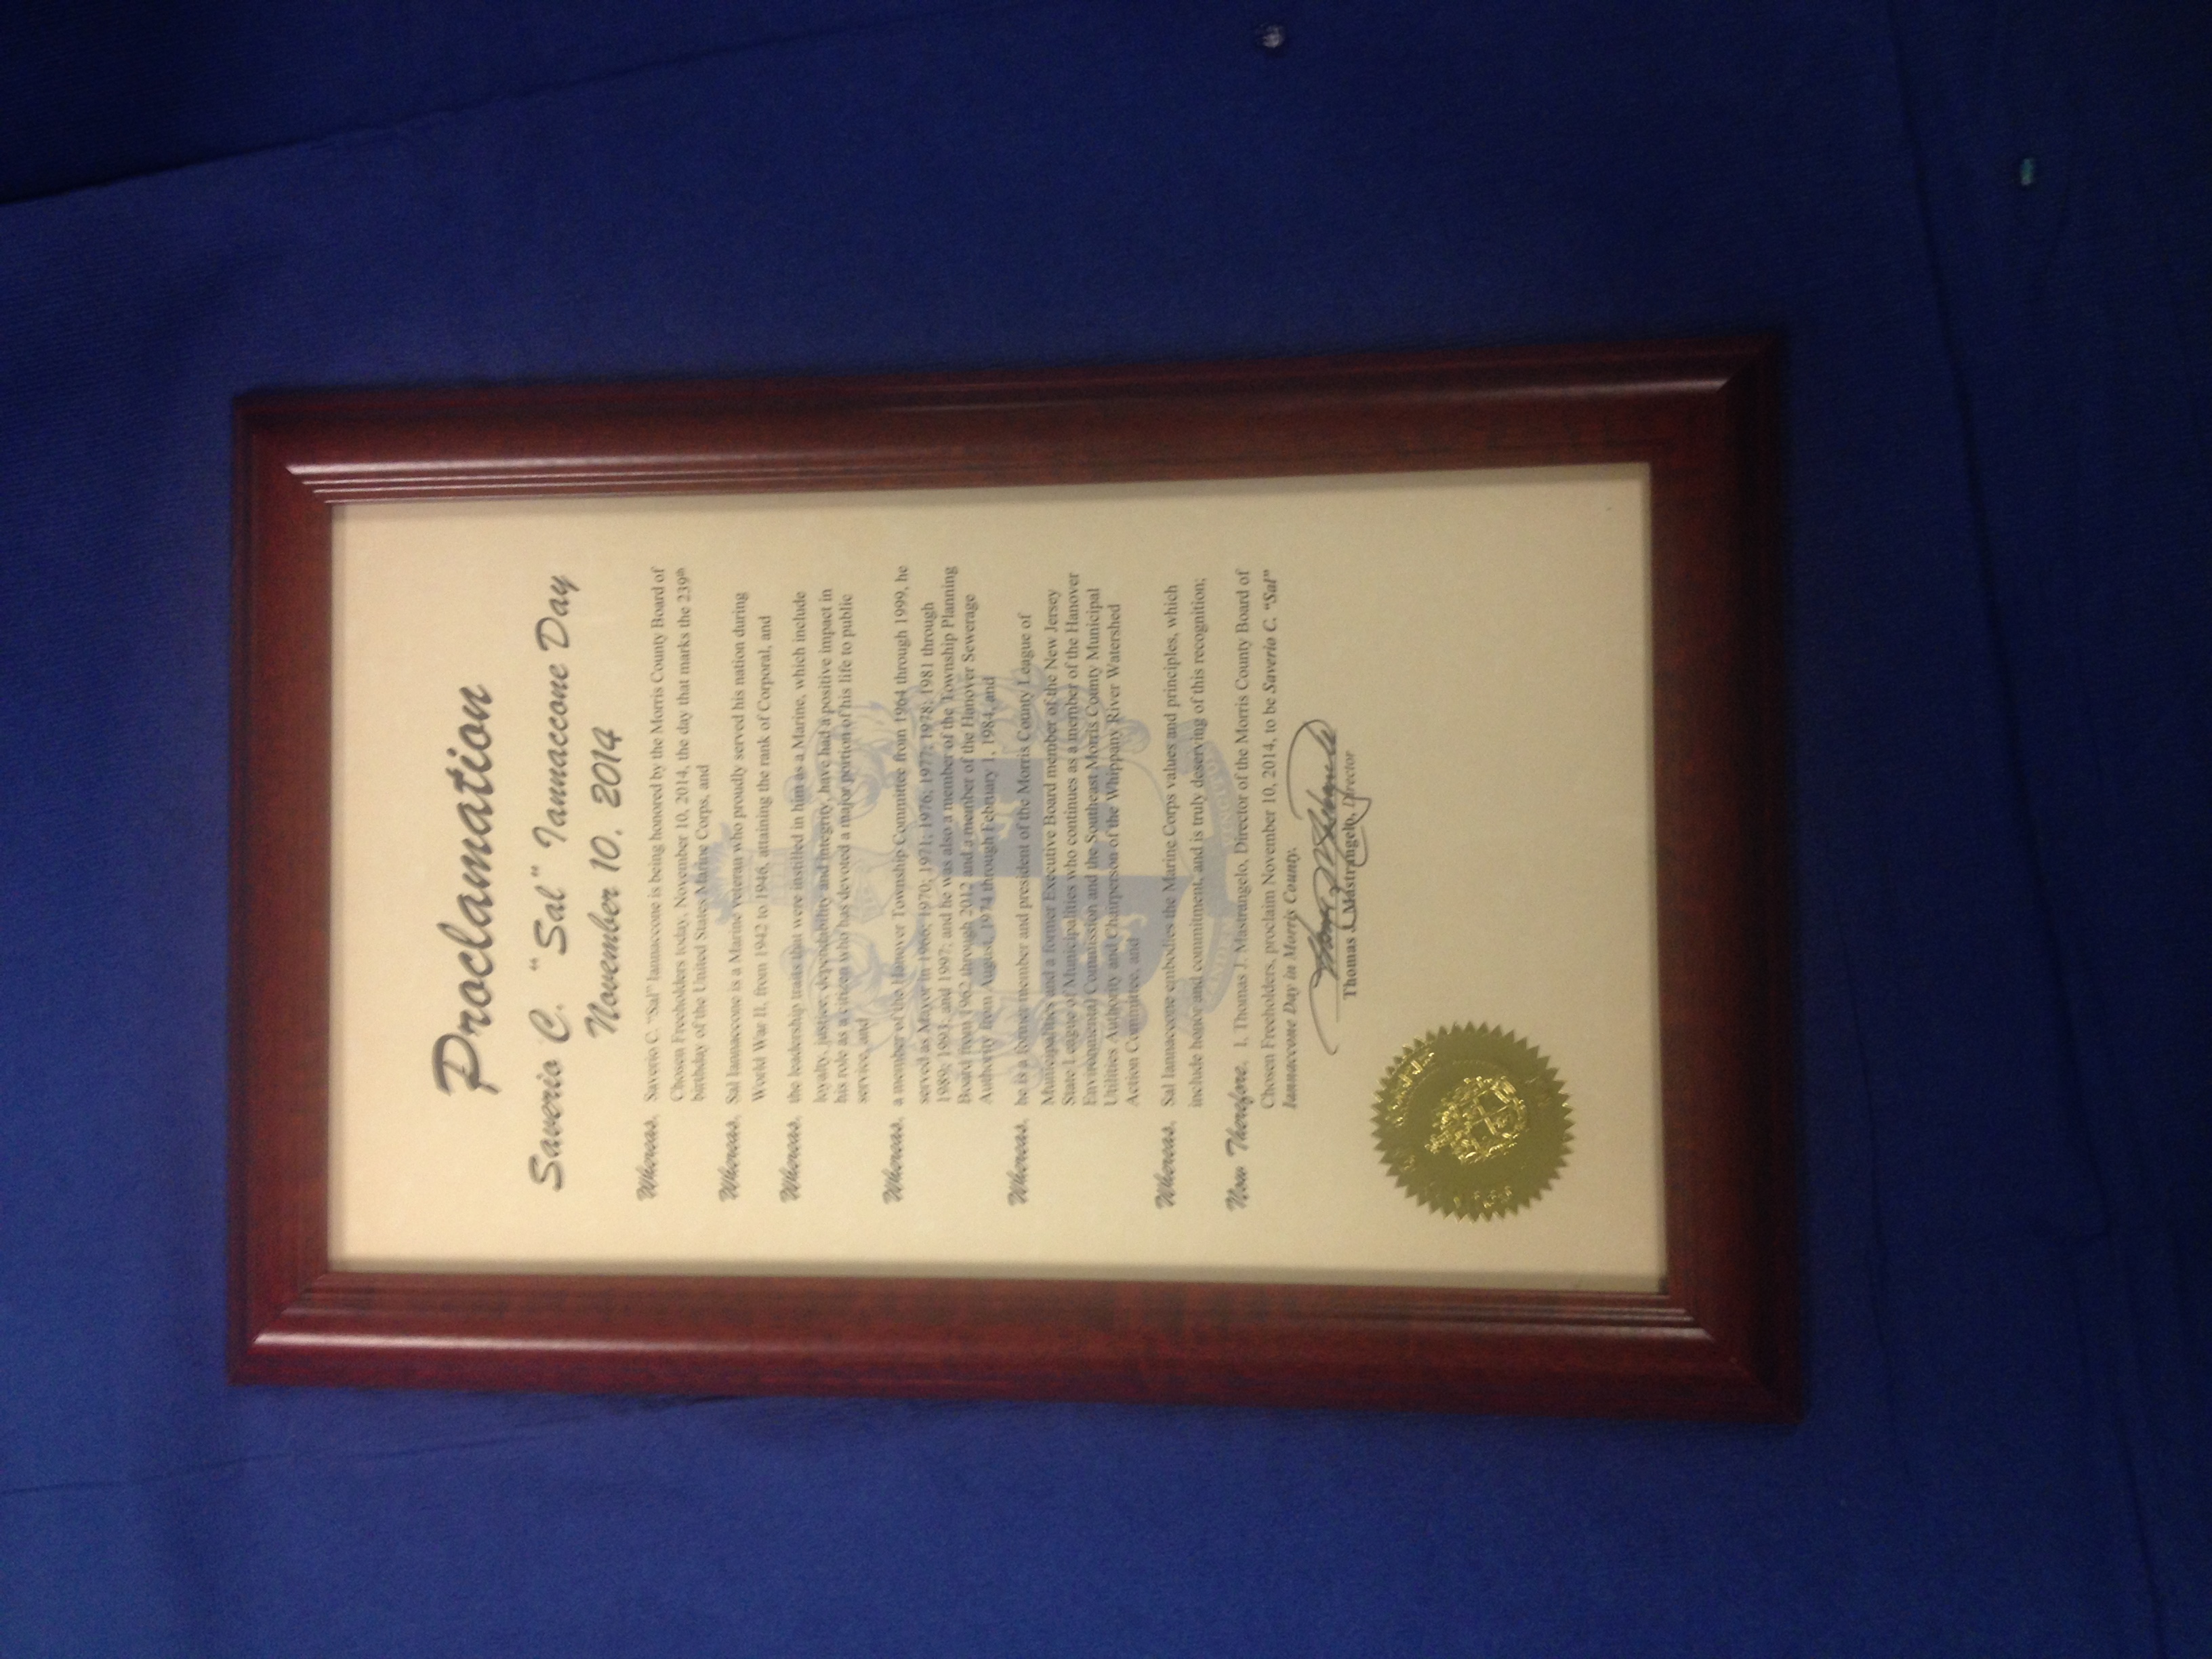 Proclamation
Saverio C. "Sal" Iannaccone Day
November 10, 2014
Whereas, Saverio C. "Sal" Iannaccone is being honored by the Morris County Board of
Chosen Freeholders today, November 10, 2014, the day that marks the 239th
birthday of the United States Marine Corps, and
Whereas, Sal Iannaccone is a Marine veteran who proudly served his nation during
World War II, from 1942 to 1946, attaining the rank of Corporal, and
Whereas, the leadership traits that were instilled in him as a Marine, which include
loyalty, justice, dependability and integrity, have had a positive impact in
his role as a citizen who has devoted a major portion of his life to public
service, and
Whereas, a member of the Hanover Township Committee from 1964 through 1999, he
served as Mayor in 1970; 1971; 1976; 1977; 1978; 1981 through
1989; 1993; and 1997; and he was also a member of the Township Planning
Board from 1962 through 2012 and a member of the Hanover Sewerage
Authority from August, 1974 through February 1, 1984, and
Whereas, he is a former member and president of the Morris County League of
Municipalities and a former Executive Board member of the New Jersey
State League of Municipalities who continues as a member of the Hanover
Environmental Commission and the Southeast Morris County Municipal
Utilities Authority and Chairperson of the Whippany River Watershed
Action Committee, and
Whereas, Sal Iannaccone embodies the Marine Corps values and principles, which
include honor and commitment, and is truly deserving of this recognition;
Now Therefore, I, Thomas J. Mastrangelo, Director of the Morris County Board of
Chosen Freeholders, proclaim November 10, 2014, to be Saverio C. "Sal"
Iannaccone Day in Morris County.
Thomas J. Mastrangelo, Director